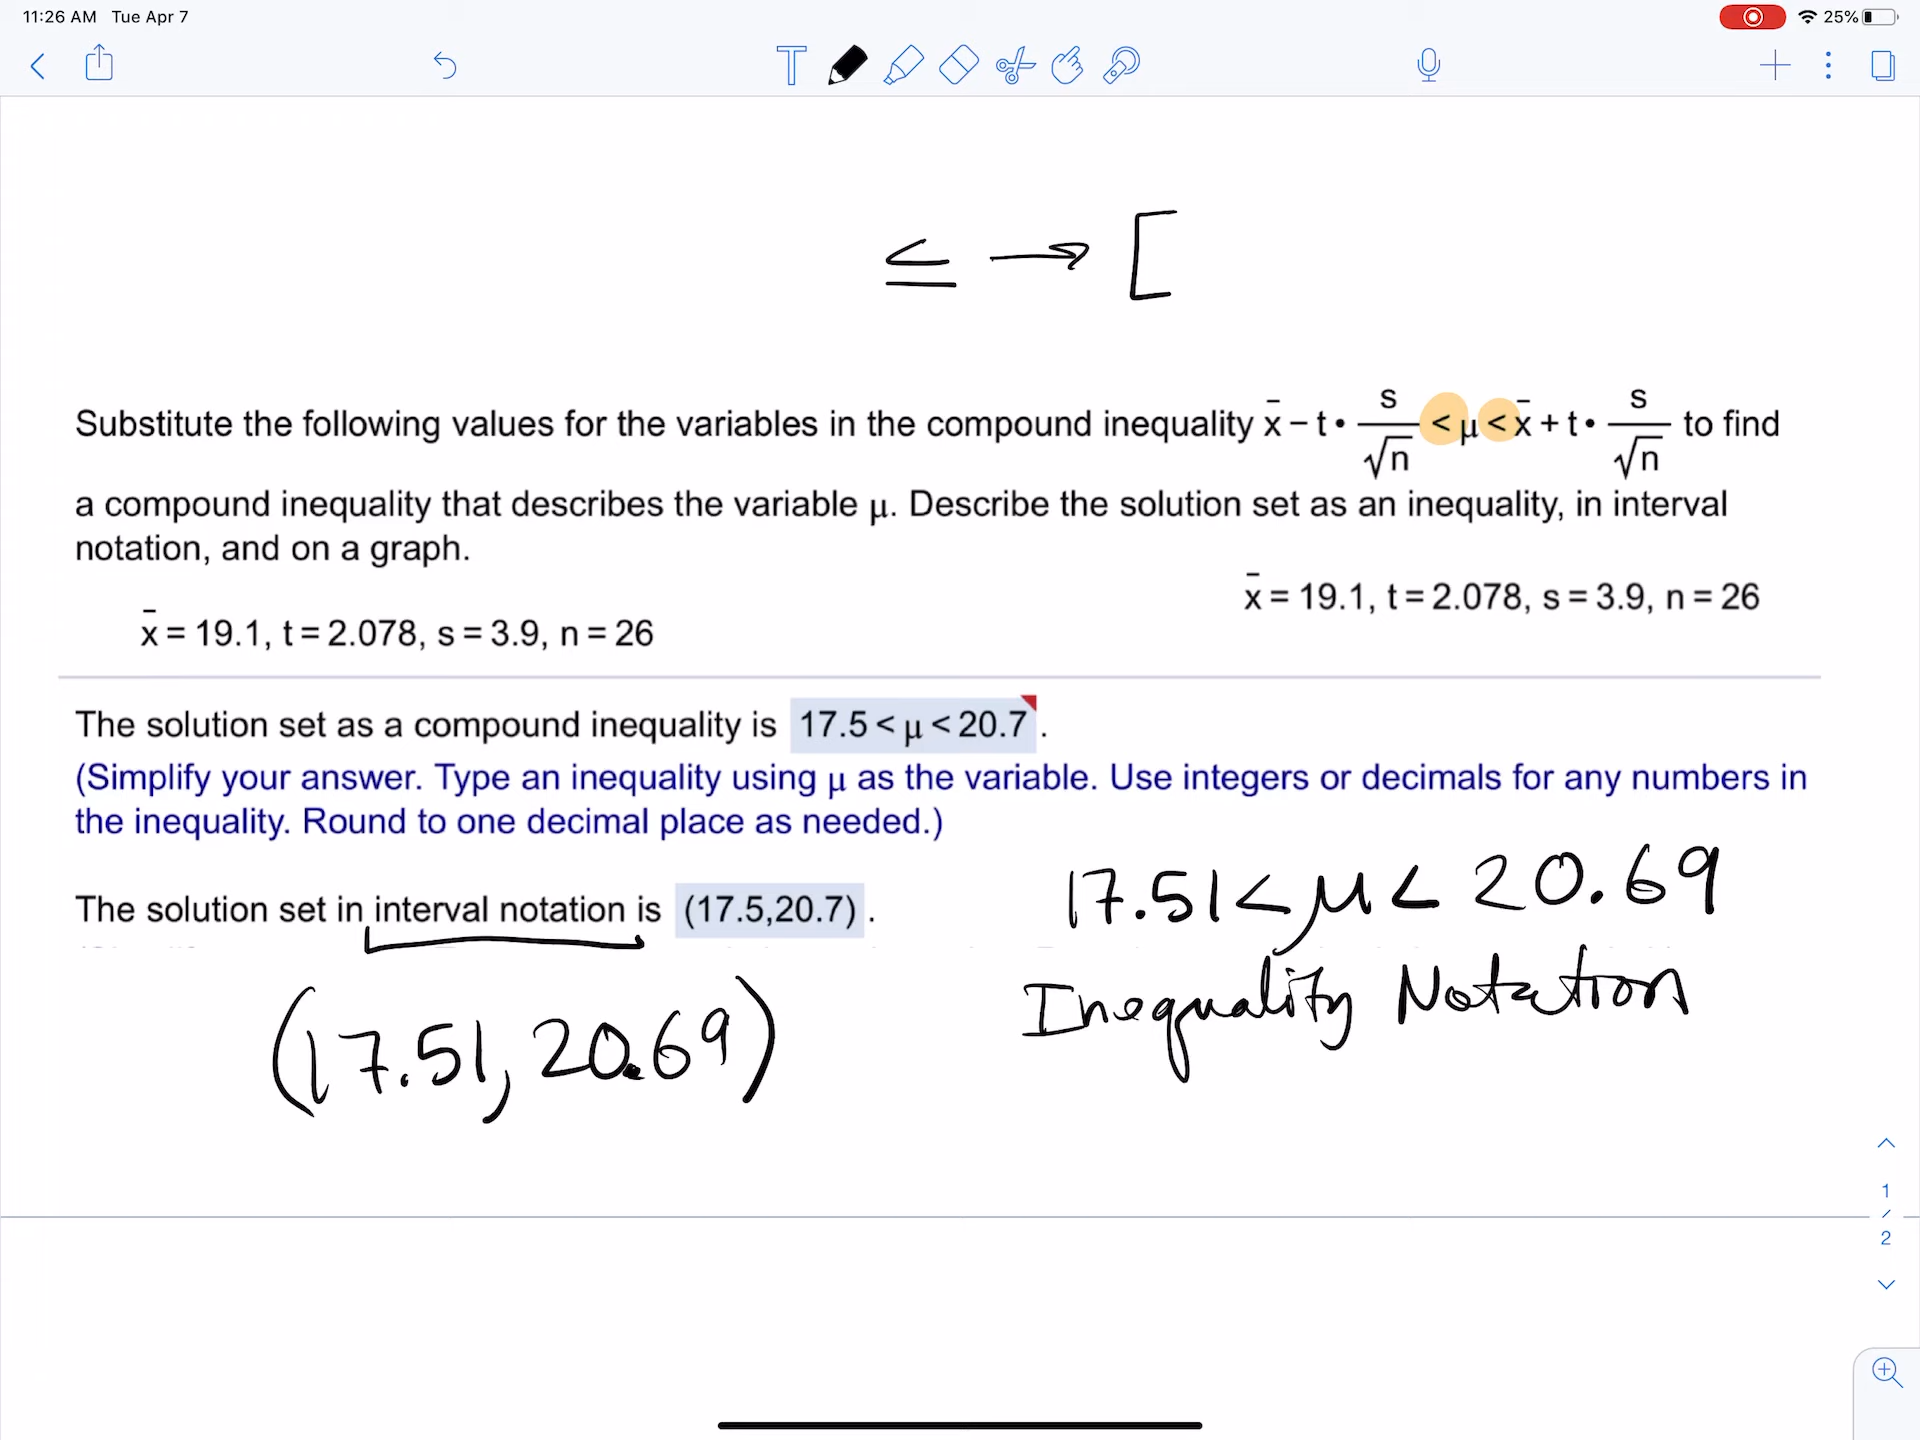 11:26 AM Tue Apr 7
25%
≤ → [
Substitute the following values for the variables in the compound inequality x̄ − t • s/√n < μ < x̄ + t • s/√n to find
a compound inequality that describes the variable μ. Describe the solution set as an inequality, in interval
notation, and on a graph.
x̄ = 19.1, t = 2.078, s = 3.9, n = 26
x̄ = 19.1, t = 2.078, s = 3.9, n = 26
The solution set as a compound inequality is 17.5 < μ < 20.7 .
(Simplify your answer. Type an inequality using μ as the variable. Use integers or decimals for any numbers in
the inequality. Round to one decimal place as needed.)
17.51 < μ < 20.69
The solution set in interval notation is (17.5,20.7) .
Inequality Notation
(17.51, 20.69)
1
/
2